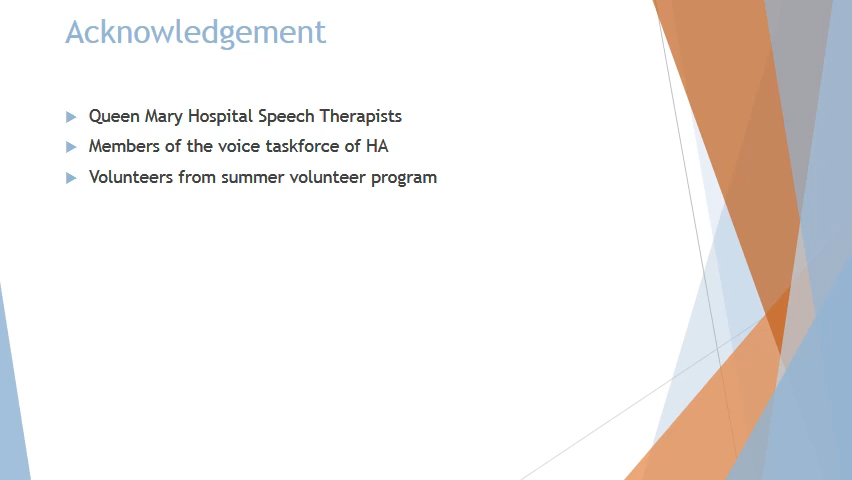 Acknowledgement
Queen Mary Hospital Speech Therapists
Members of the voice taskforce of HA
Volunteers from summer volunteer program